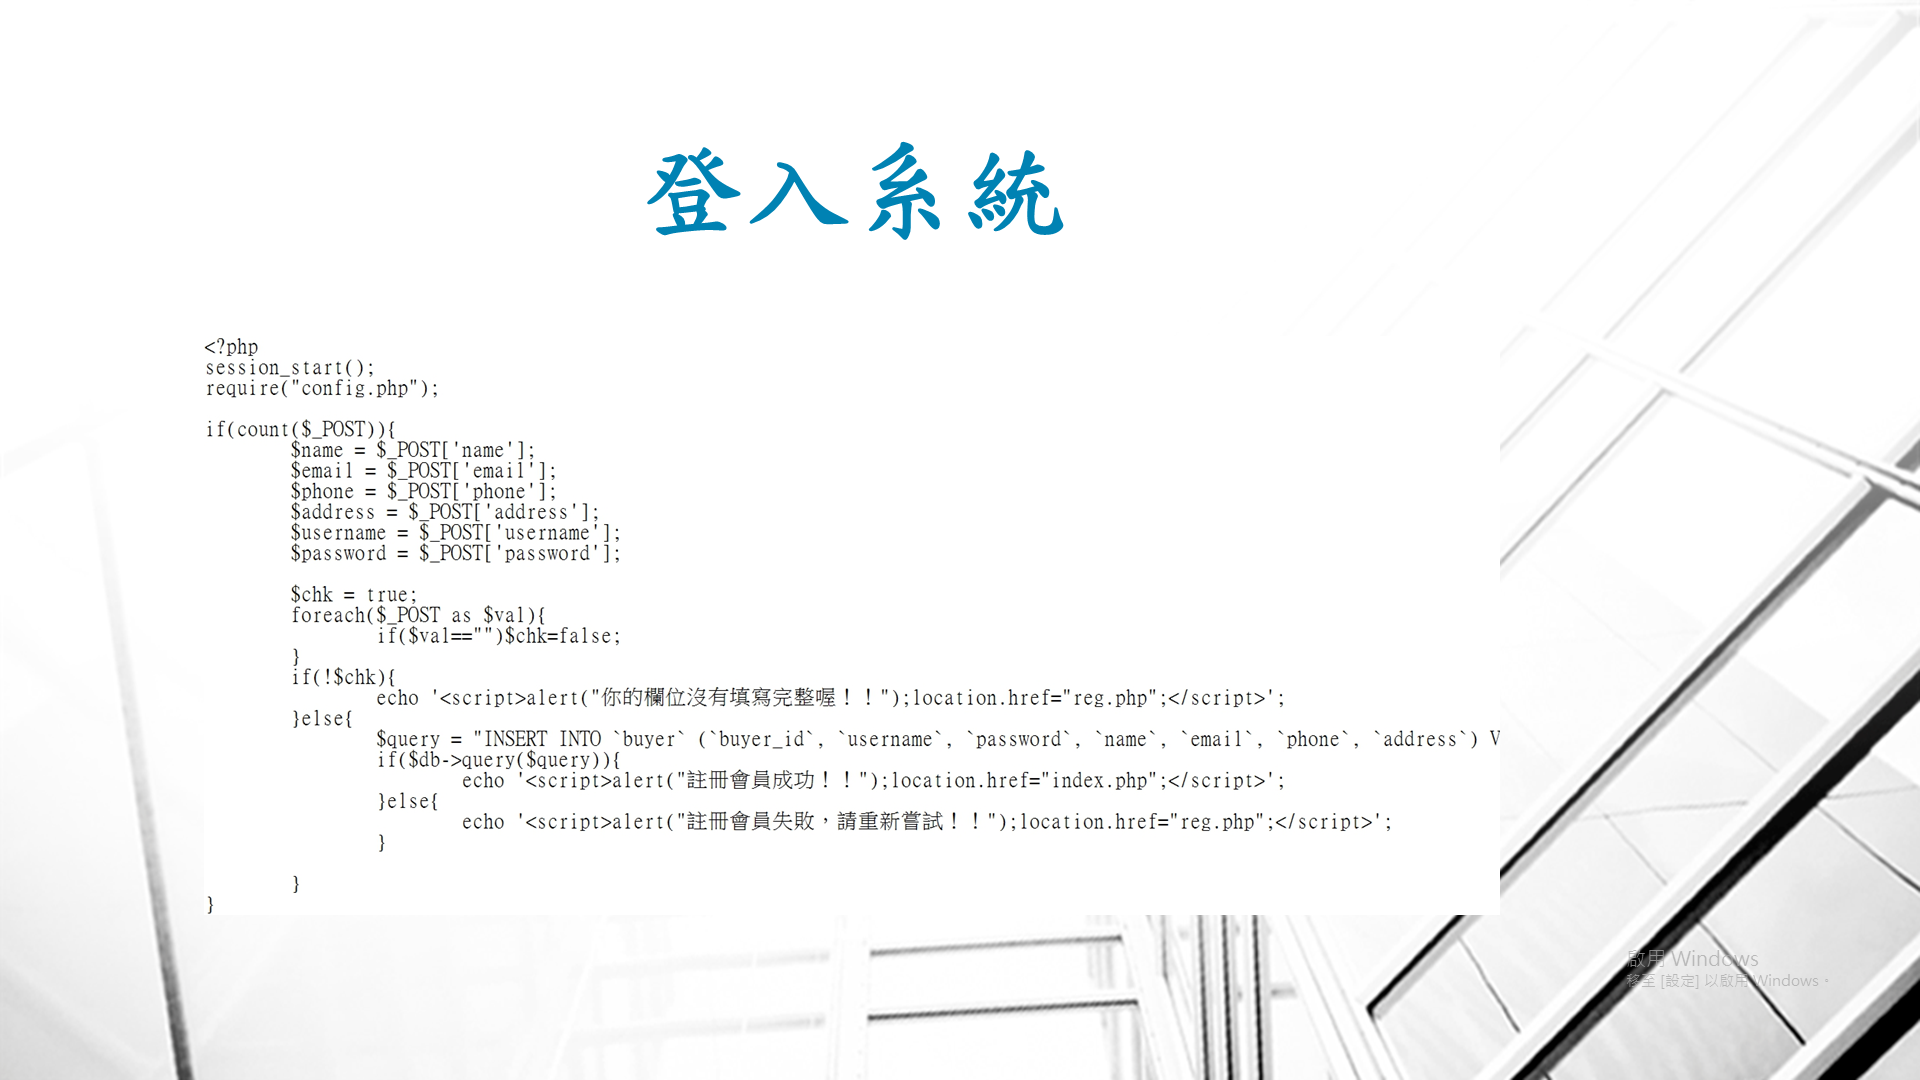 登入系統
<?php
session_start();
require("config.php");
if(count($_POST)){
        $name = $_POST['name'];
        $email = $_POST['email'];
        $phone = $_POST['phone'];
        $address = $_POST['address'];
        $username = $_POST['username'];
        $password = $_POST['password'];
        $chk = true;
        foreach($_POST as $val){
                if($val=="")$chk=false;
        }
        if(!$chk){
                echo '<script>alert("你的欄位沒有填寫完整喔！！");location.href="reg.php";</script>';
        }else{
                $query = "INSERT INTO `buyer` (`buyer_id`, `username`, `password`, `name`, `email`, `phone`, `address`) V
                if($db->query($query)){
                        echo '<script>alert("註冊會員成功！！");location.href="index.php";</script>';
                }else{
                        echo '<script>alert("註冊會員失敗，請重新嘗試！！");location.href="reg.php";</script>';
                }
        }
}
啟用 Windows
移至 [設定] 以啟用 Windows。